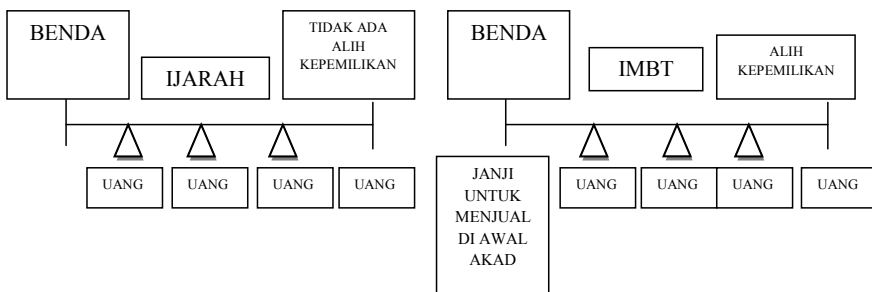 BENDA
IJARAH
TIDAK ADA
ALIH
KEPEMILIKAN
UANG
UANG
UANG
UANG
BENDA
IMBT
ALIH
KEPEMILIKAN
JANJI
UNTUK
MENJUAL
DI AWAL
AKAD
UANG
UANG
UANG
UANG